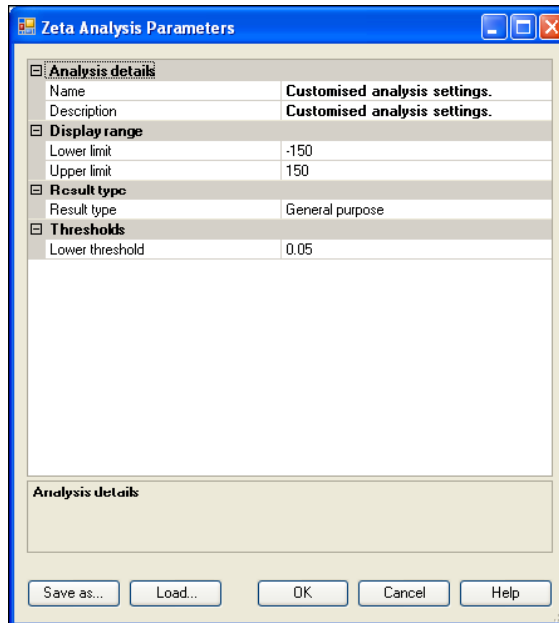 Zeta Analysis Parameters
Analysis details
Name Customised analysis settings.
Description Customised analysis settings.
Display range
Lower limit -150
Upper limit 150
Result type
Result type General purpose
Thresholds
Lower threshold 0.05
Analysis details
Save as... Load... OK Cancel Help